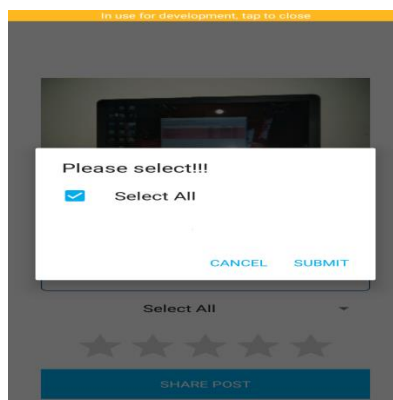 In use for development, tap to close
Please select!!!
Select All
CANCEL SUBMIT
Select All
SHARE POST